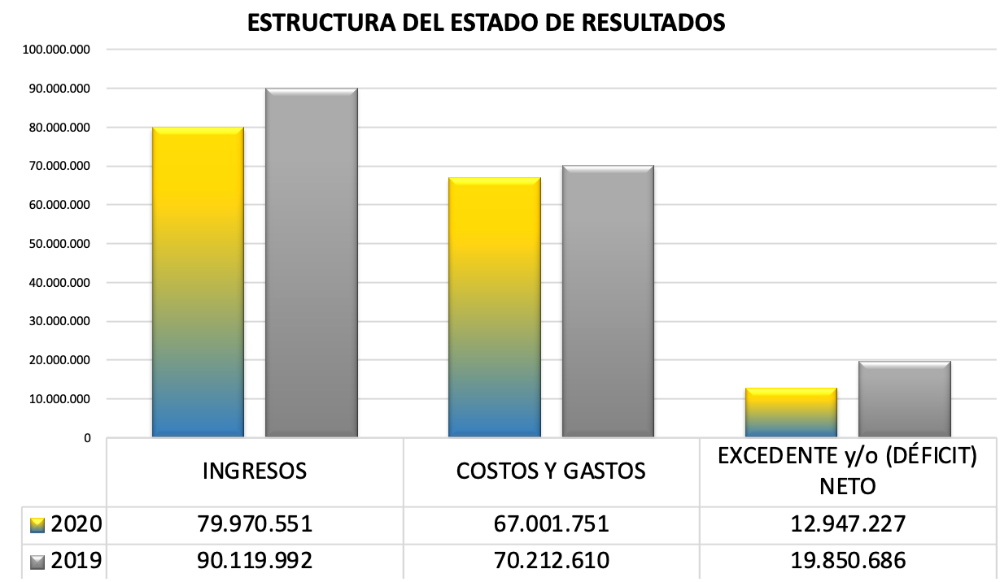 ESTRUCTURA DEL ESTADO DE RESULTADOS
100.000.000
90.000.000
80.000.000
70.000.000
60.000.000
50.000.000
40.000.000
30.000.000
20.000.000
10.000.000
0
INGRESOS COSTOS Y GASTOS EXCEDENTE y/o (DÉFICIT)
NETO
2020 79.970.551 67.001.751 12.947.227
2019 90.119.992 70.212.610 19.850.686